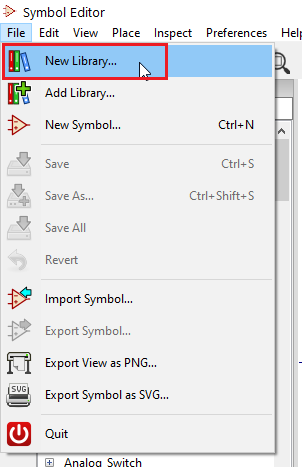 Symbol Editor
File Edit View Place Inspect Preferences Hel
New Library...
Add Library...
New Symbol... Ctrl+N
Save Ctrl+S
Save As... Ctrl+Shift+S
Save All
Revert
Import Symbol...
Export Symbol...
Export View as PNG...
SVG Export Symbol as SVG...
Quit
Analog Switch